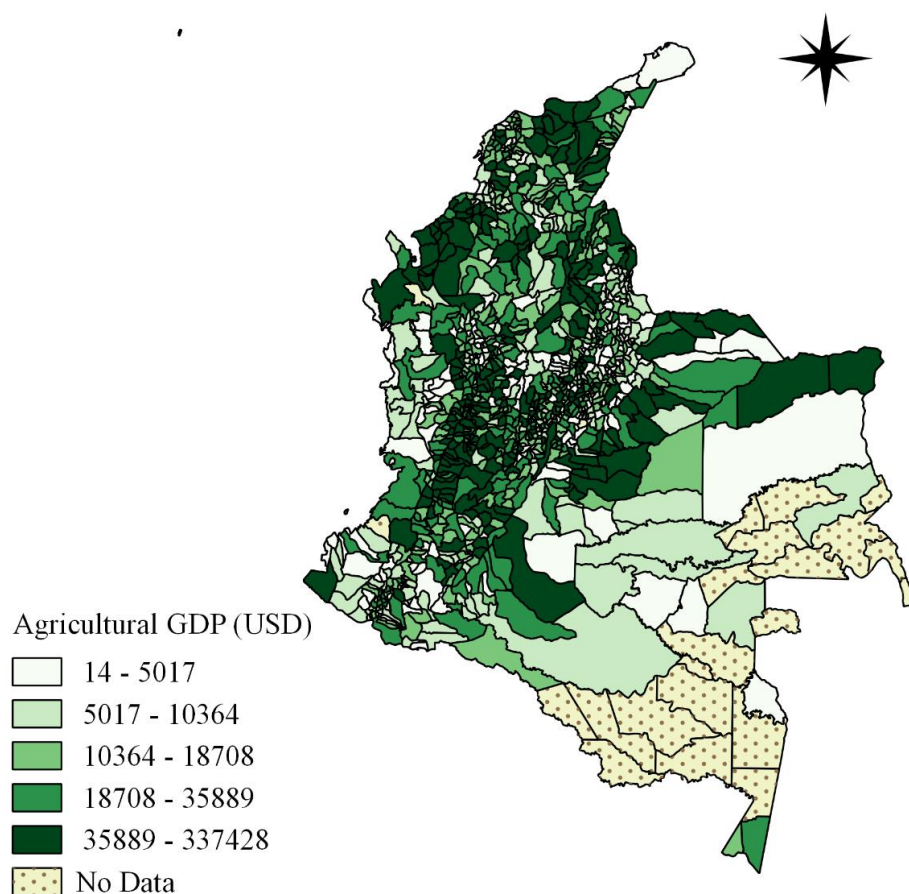 Agricultural GDP (USD)
14 - 5017
5017 - 10364
10364 - 18708
18708 - 35889
35889 - 337428
No Data